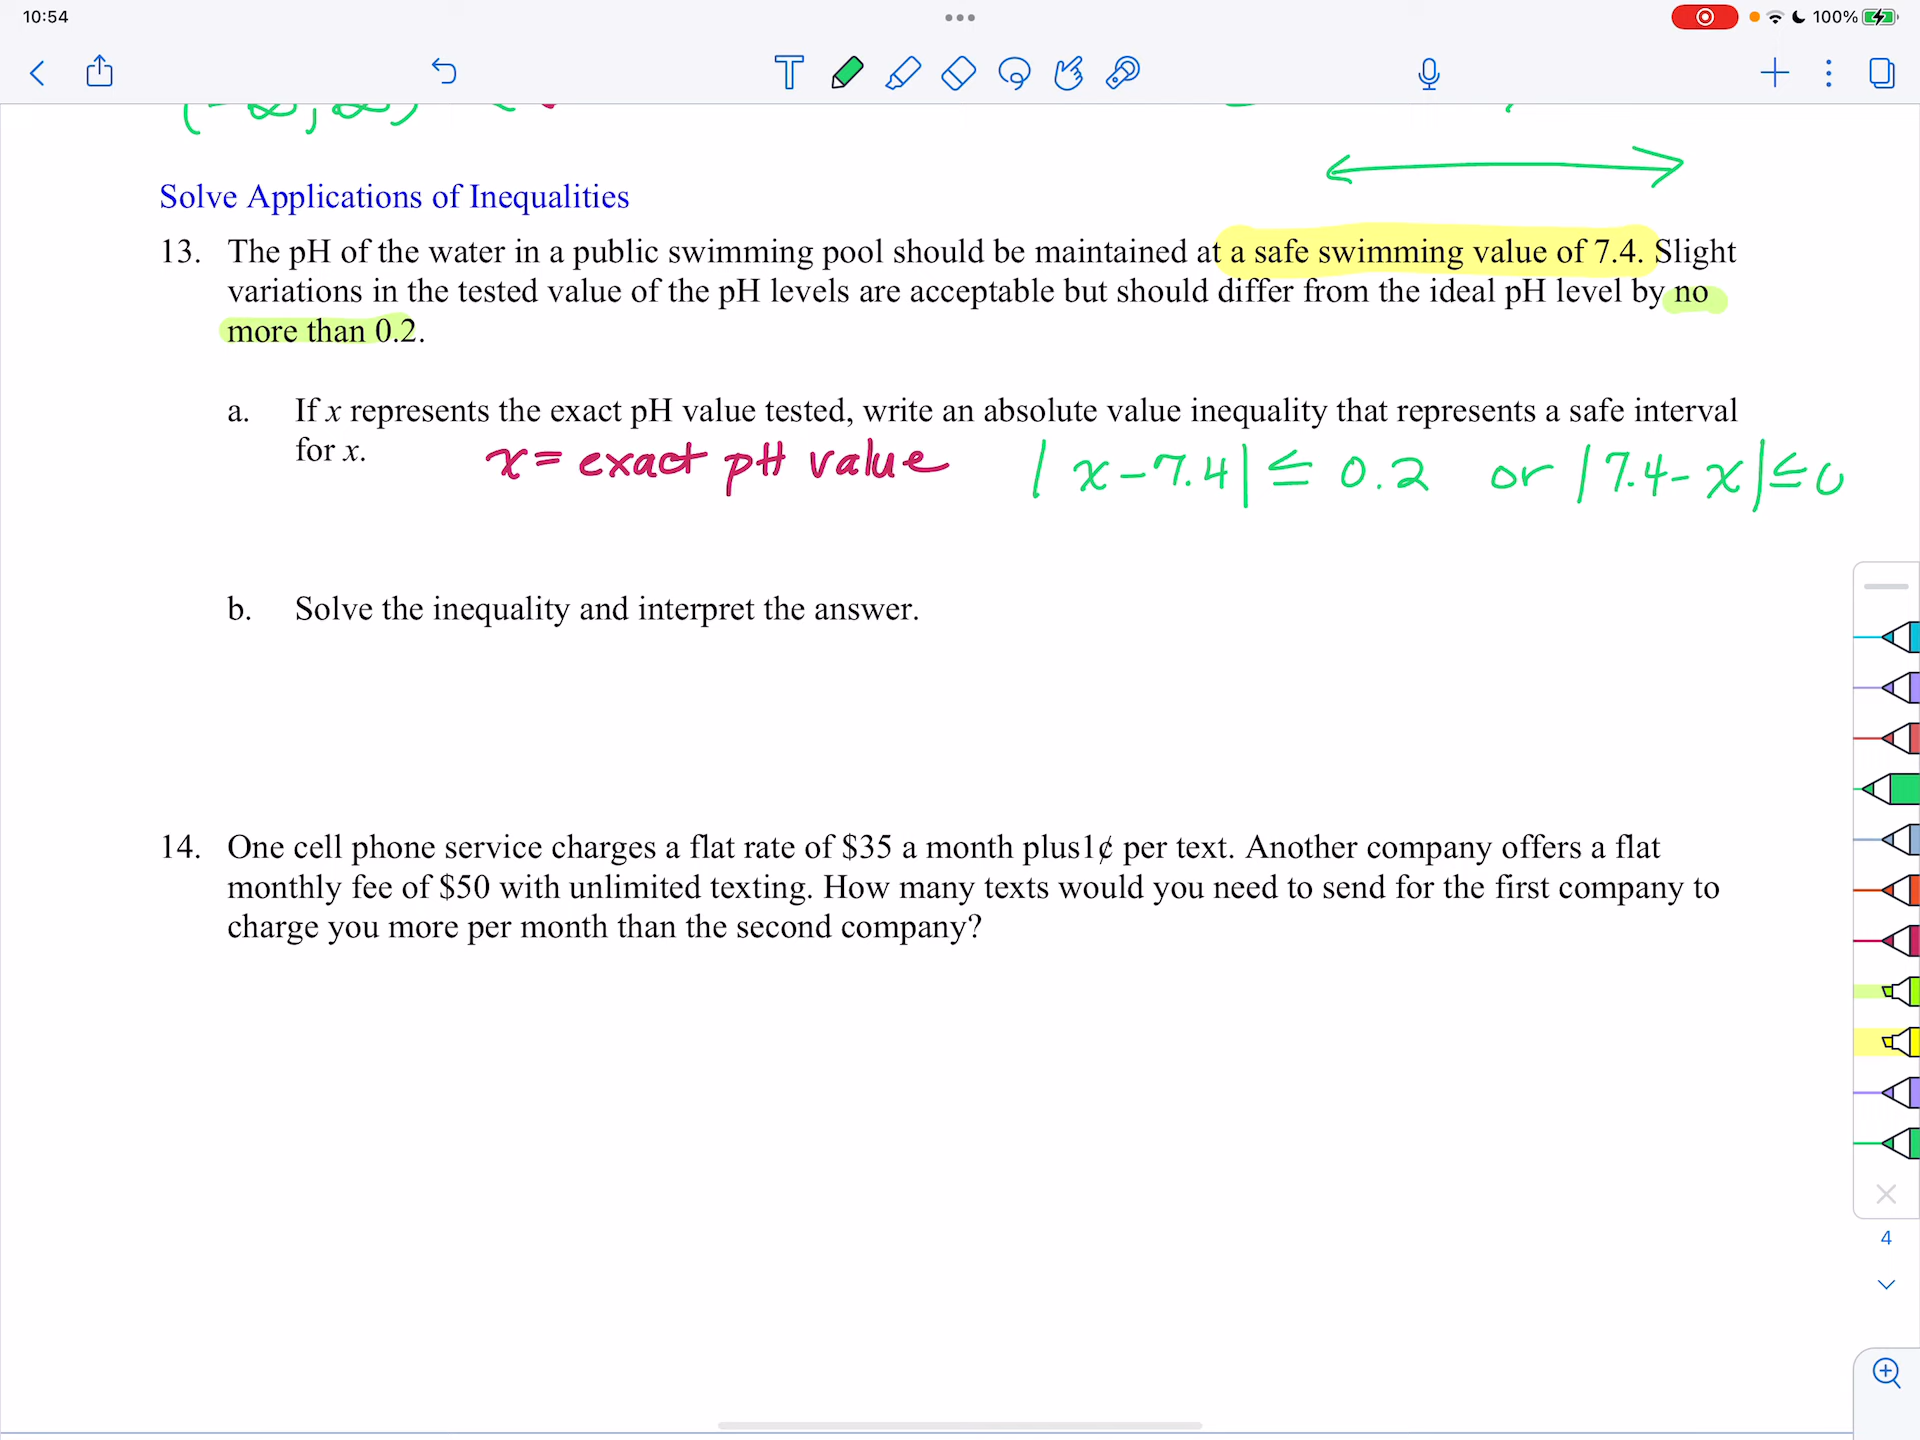 10:54
100%
(-∞, ∞)
Solve Applications of Inequalities
13. The pH of the water in a public swimming pool should be maintained at a safe swimming value of 7.4. Slight
variations in the tested value of the pH levels are acceptable but should differ from the ideal pH level by no
more than 0.2.
a. If x represents the exact pH value tested, write an absolute value inequality that represents a safe interval
for x. x = exact pH value |x-7.4| ≤ 0.2 or |7.4-x| ≤ 0
b. Solve the inequality and interpret the answer.
14. One cell phone service charges a flat rate of $35 a month plus1¢ per text. Another company offers a flat
monthly fee of $50 with unlimited texting. How many texts would you need to send for the first company to
charge you more per month than the second company?
4